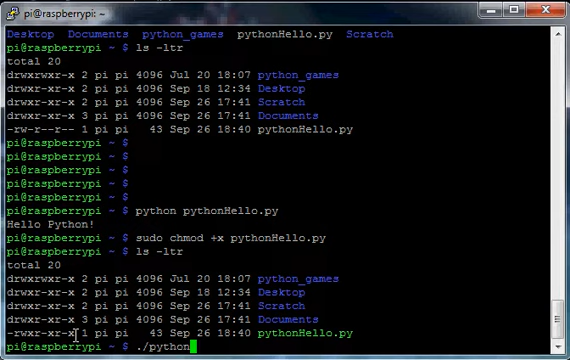 pi@raspberrypi: ~
Desktop  Documents  python_games  pythonHello.py  Scratch
pi@raspberrypi ~ $ ls -ltr
total 20
drwxrwxr-x 2 pi pi 4096 Jul 20 18:07 python_games
drwxr-xr-x 2 pi pi 4096 Sep 18 12:34 Desktop
drwxr-xr-x 2 pi pi 4096 Sep 26 17:41 Scratch
drwxr-xr-x 3 pi pi 4096 Sep 26 17:41 Documents
-rw-r--r-- 1 pi pi   43 Sep 26 18:40 pythonHello.py
pi@raspberrypi ~ $
pi@raspberrypi ~ $
pi@raspberrypi ~ $
pi@raspberrypi ~ $
pi@raspberrypi ~ $
pi@raspberrypi ~ $ python pythonHello.py
Hello Python!
pi@raspberrypi ~ $ sudo chmod +x pythonHello.py
pi@raspberrypi ~ $ ls -ltr
total 20
drwxrwxr-x 2 pi pi 4096 Jul 20 18:07 python_games
drwxr-xr-x 2 pi pi 4096 Sep 18 12:34 Desktop
drwxr-xr-x 2 pi pi 4096 Sep 26 17:41 Scratch
drwxr-xr-x 3 pi pi 4096 Sep 26 17:41 Documents
-rwxr-xr-x 1 pi pi   43 Sep 26 18:40 pythonHello.py
pi@raspberrypi ~ $ ./python